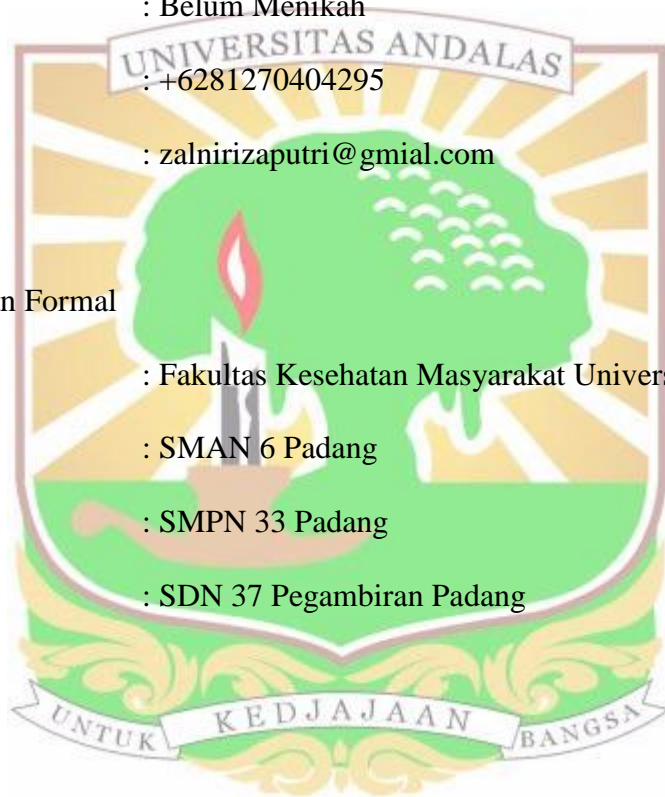 : Belum Menikah
UNIVERSITAS ANDALAS
: +6281270404295
: zalnirizaputri@gmial.com
n Formal
: Fakultas Kesehatan Masyarakat Univers
: SMAN 6 Padang
: SMPN 33 Padang
: SDN 37 Pegambiran Padang
UNTUK KEDJAJAAN BANGSA